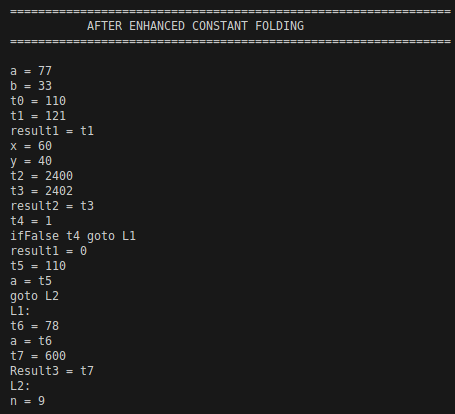 ===============================================================
AFTER ENHANCED CONSTANT FOLDING
===============================================================
a = 77
b = 33
t0 = 110
t1 = 121
result1 = t1
x = 60
y = 40
t2 = 2400
t3 = 2402
result2 = t3
t4 = 1
ifFalse t4 goto L1
result1 = 0
t5 = 110
a = t5
goto L2
L1:
t6 = 78
a = t6
t7 = 600
Result3 = t7
L2:
n = 9